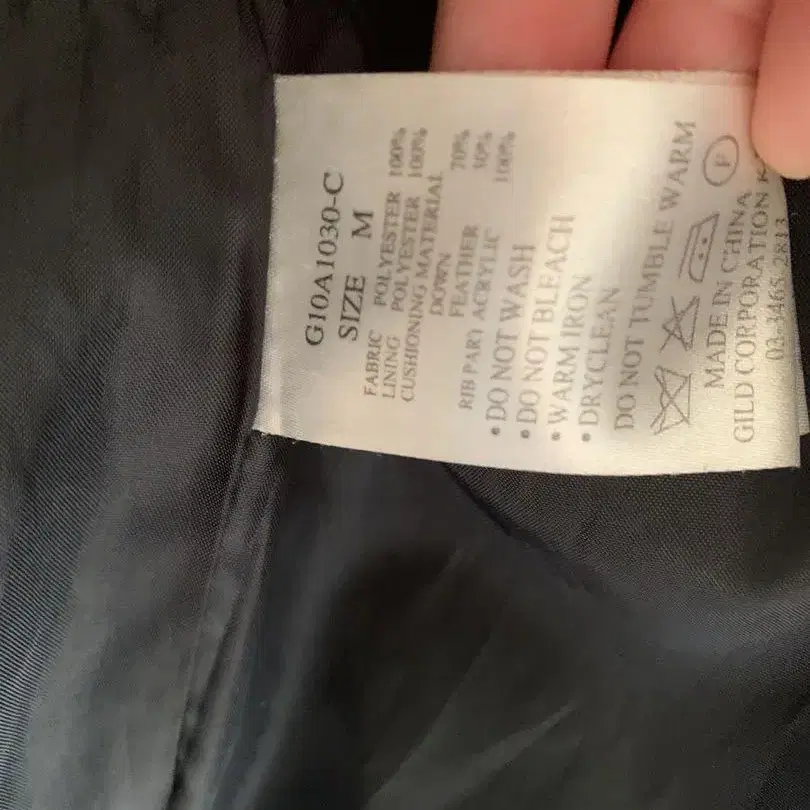 G10A1030-C
SIZE M
FABRIC POLYESTER 100%
LINING POLYESTER 100%
CUSHIONING MATERIAL
DOWN 70%
FEATHER 30%
RIB PART ACRYLIC 100%
• DO NOT WASH
• DO NOT BLEACH
• WARM IRON
• DRYCLEAN
DO NOT TUMBLE WARM
F
MADE IN CHINA
GILD CORPORATION
03-3465-2813